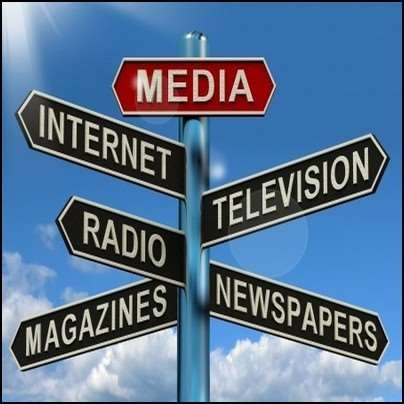 MEDIA
INTERNET
TELEVISION
RADIO
MAGAZINES
NEWSPAPERS